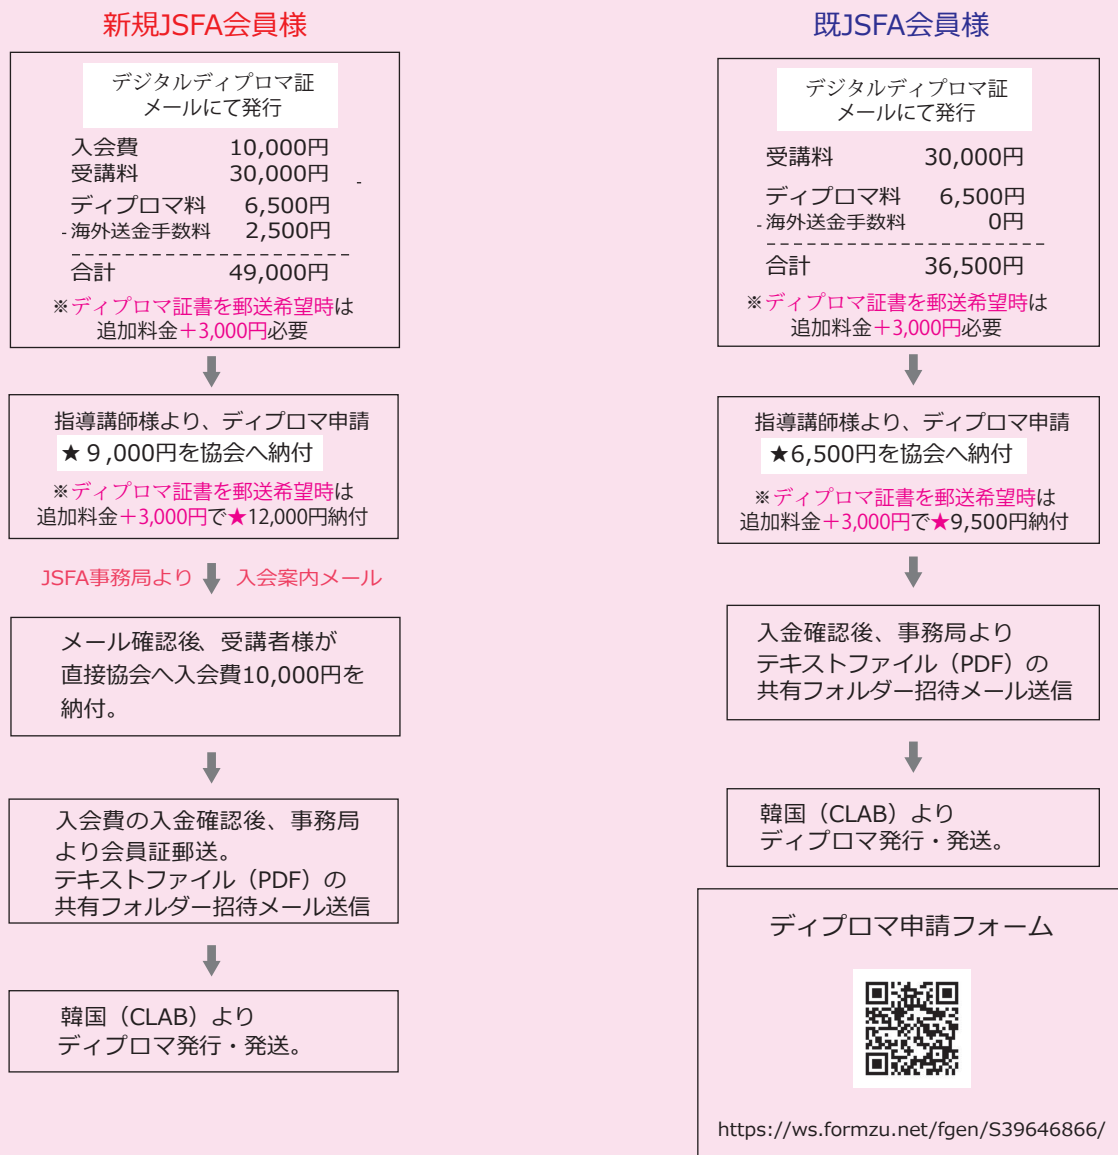 新規JSFA会員様
デジタルディプロマ証
メールにて発行
入会費 10,000円
受講料 30,000円
ディプロマ料 6,500円
海外送金手数料 2,500円
合計 49,000円
※ディプロマ証書を郵送希望時は
追加料金＋3,000円必要
指導講師様より、ディプロマ申請
★９,000円を協会へ納付
※ディプロマ証書を郵送希望時は
追加料金＋3,000円で★12,000円納付
JSFA事務局より 入会案内メール
メール確認後、受講者様が
直接協会へ入会費10,000円を
納付。
入会費の入金確認後、事務局
より会員証郵送。
テキストファイル（PDF）の
共有フォルダー招待メール送信
韓国（CLAB）より
ディプロマ発行・発送。
既JSFA会員様
デジタルディプロマ証
メールにて発行
受講料 30,000円
ディプロマ料 6,500円
海外送金手数料 0円
合計 36,500円
※ディプロマ証書を郵送希望時は
追加料金＋3,000円必要
指導講師様より、ディプロマ申請
★6,500円を協会へ納付
※ディプロマ証書を郵送希望時は
追加料金＋3,000円で★9,500円納付
入金確認後、事務局より
テキストファイル（PDF）の
共有フォルダー招待メール送信
韓国（CLAB）より
ディプロマ発行・発送。
ディプロマ申請フォーム
https://ws.formzu.net/fgen/S39646866/